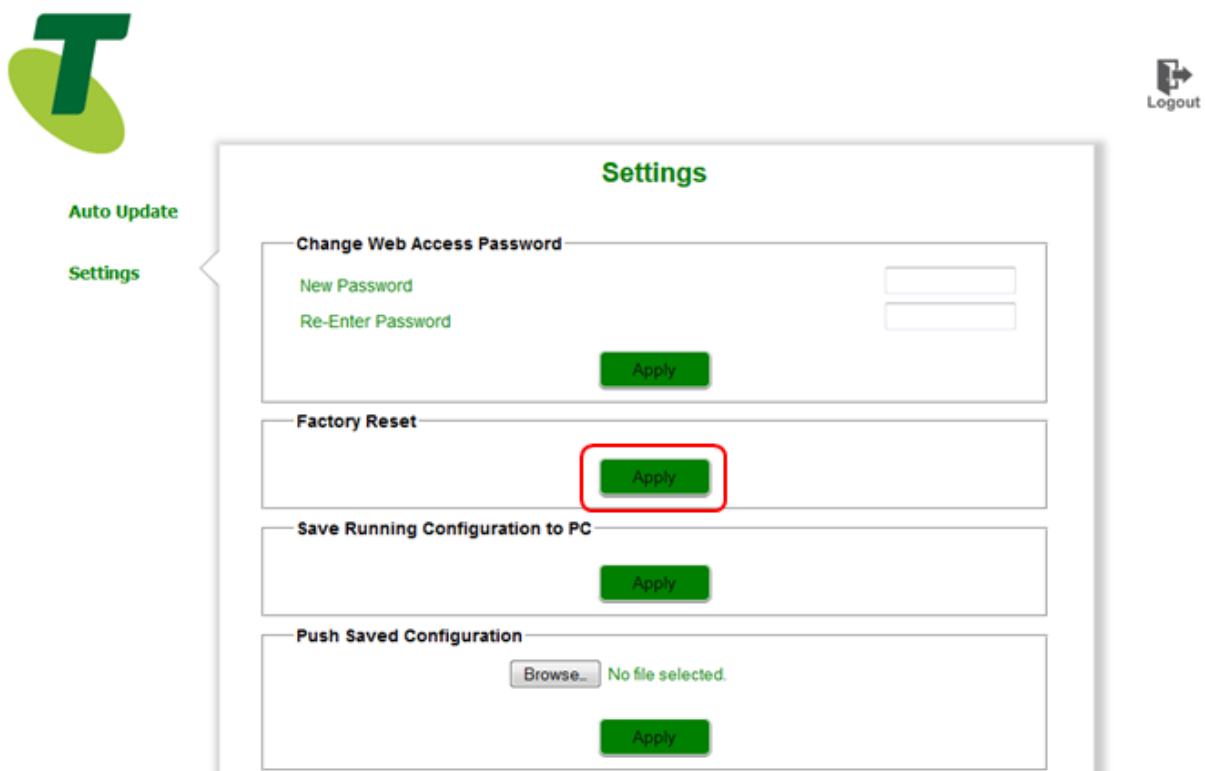 T
Logout
Settings
Auto Update
Settings
Change Web Access Password
New Password
Re-Enter Password
Apply
Factory Reset
Apply
Save Running Configuration to PC
Apply
Push Saved Configuration
Browse.. No file selected.
Apply